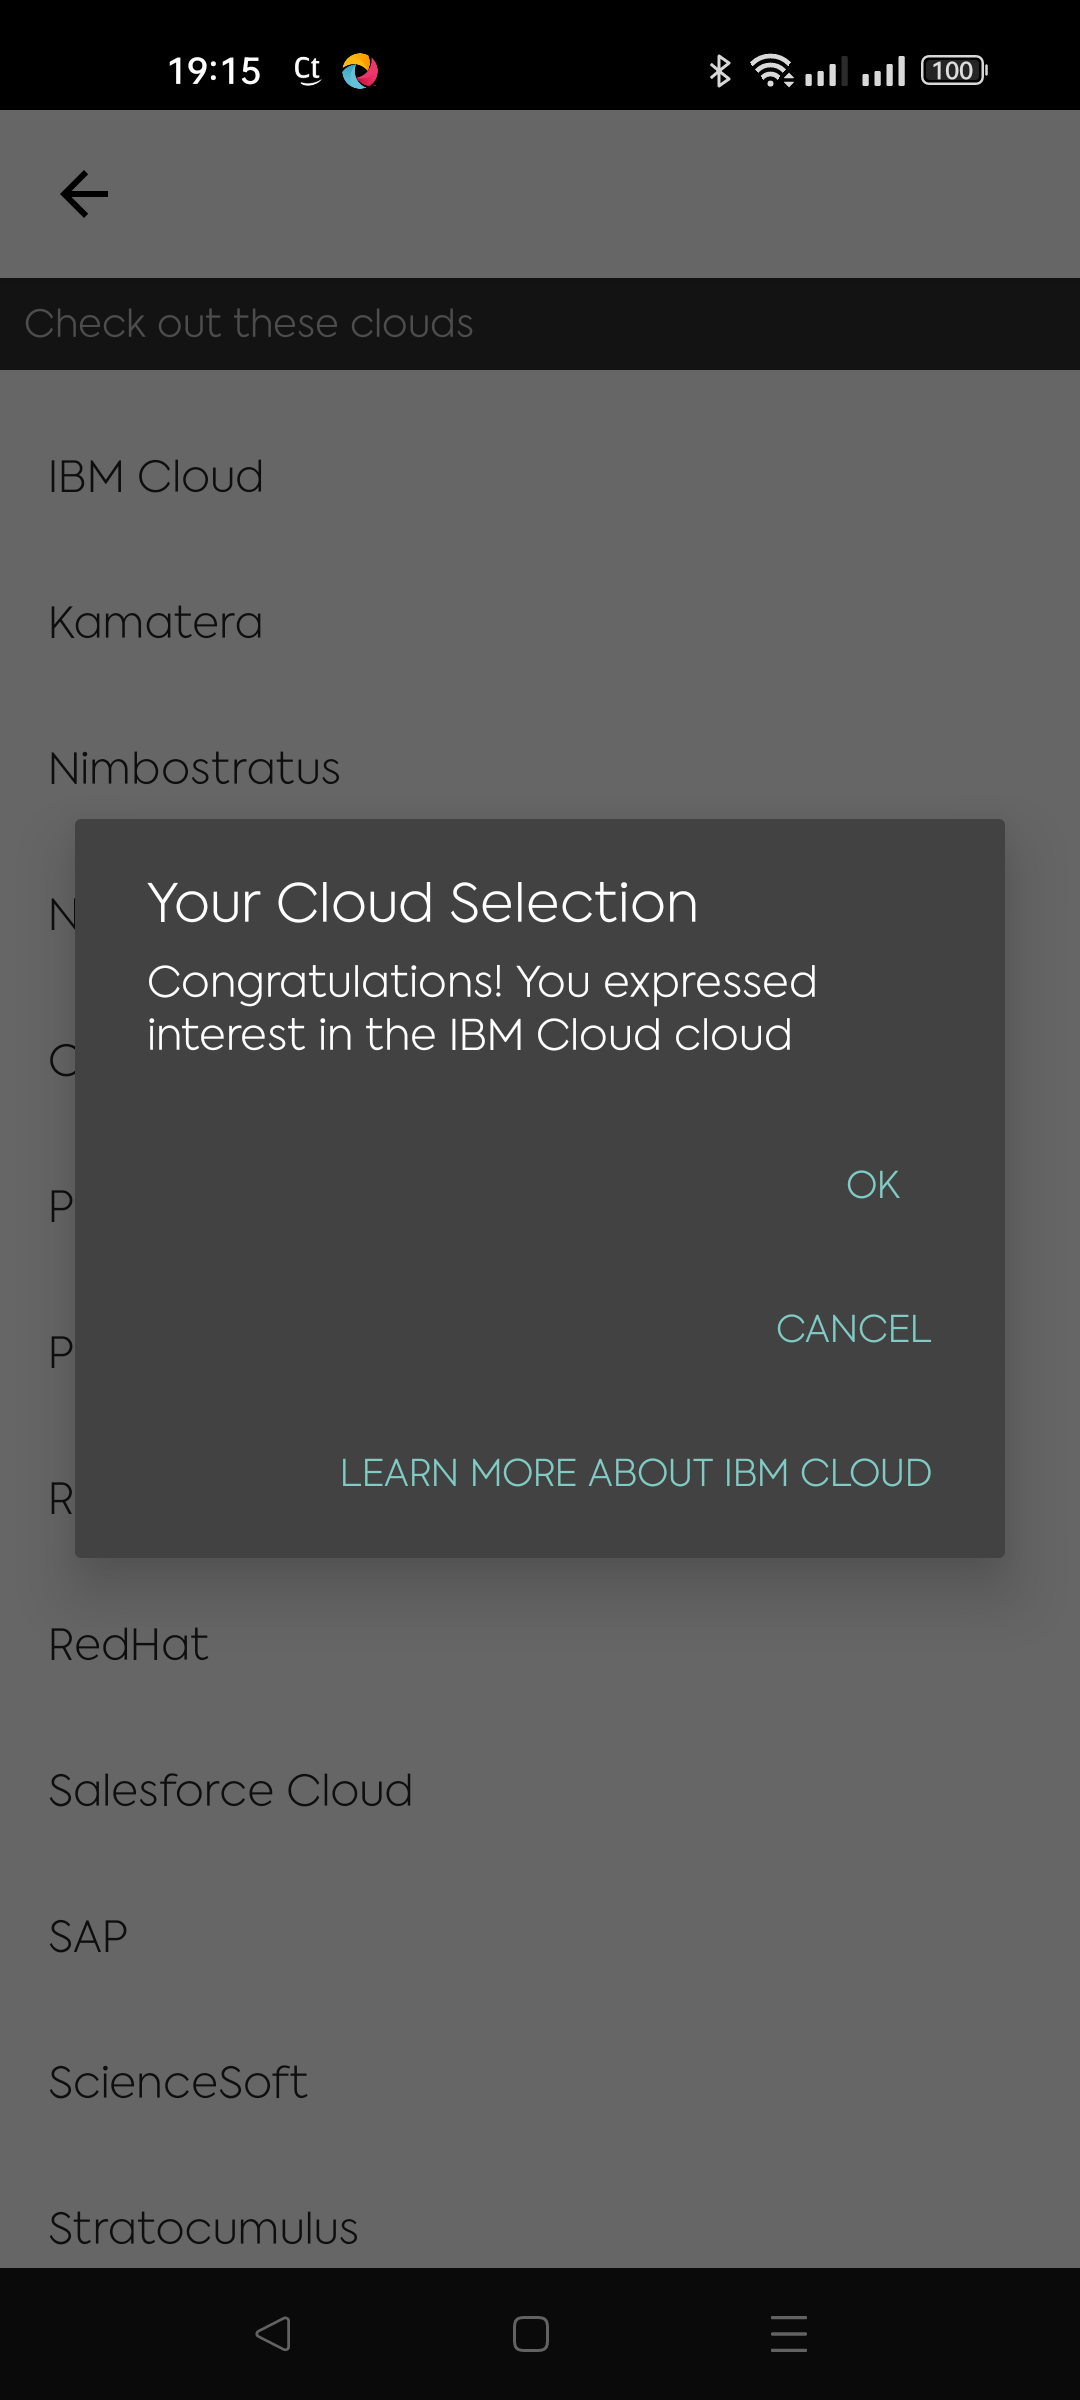 19:15 Ct 100
Check out these clouds
IBM Cloud
Kamatera
Nimbostratus
Your Cloud Selection
Congratulations! You expressed
interest in the IBM Cloud cloud
OK
CANCEL
LEARN MORE ABOUT IBM CLOUD
RedHat
Salesforce Cloud
SAP
ScienceSoft
Stratocumulus